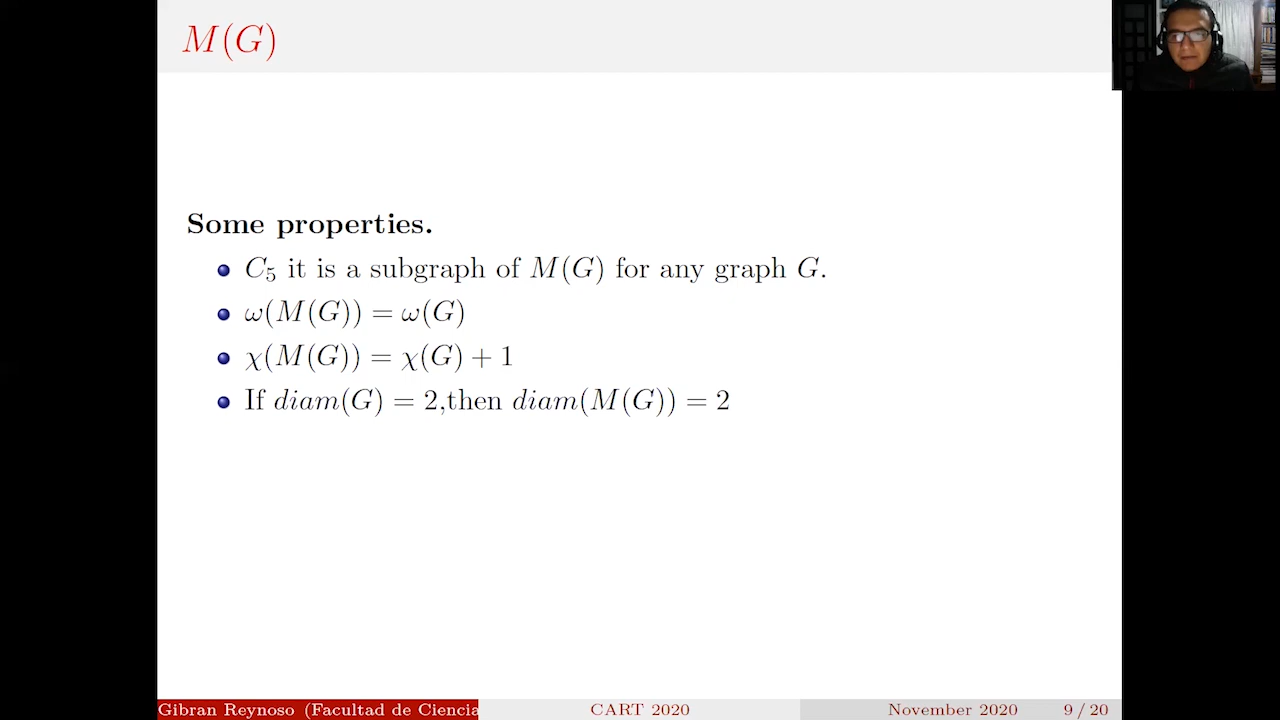 M(G)
Some properties.
C₅ it is a subgraph of M(G) for any graph G.
ω(M(G)) = ω(G)
χ(M(G)) = χ(G) + 1
If diam(G) = 2,then diam(M(G)) = 2
Gibran Reynoso (Facultad de Ciencia
CART 2020
November 2020
9 / 20